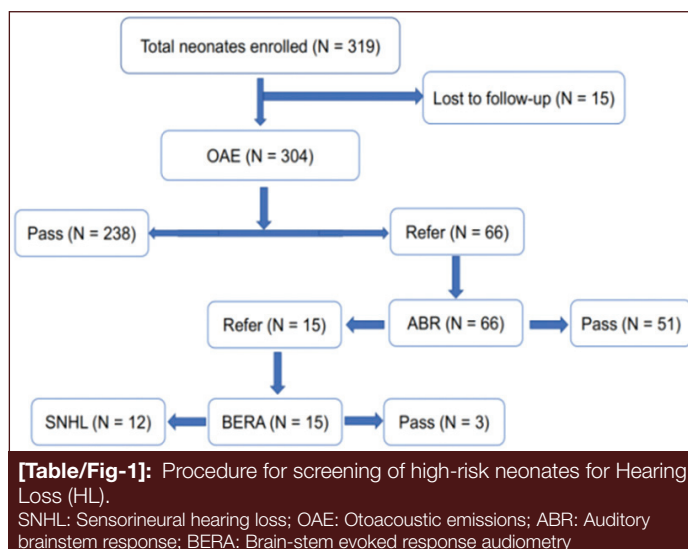 Total neonates enrolled (N = 319)
Lost to follow-up (N = 15)
OAE (N = 304)
Pass (N = 238)
Refer (N = 66)
Refer (N = 15)
ABR (N = 66)
Pass (N = 51)
SNHL (N = 12)
BERA (N = 15)
Pass (N = 3)
[Table/Fig-1]: Procedure for screening of high-risk neonates for Hearing
Loss (HL).
SNHL: Sensorineural hearing loss; OAE: Otoacoustic emissions; ABR: Auditory
brainstem response; BERA: Brain-stem evoked response audiometry